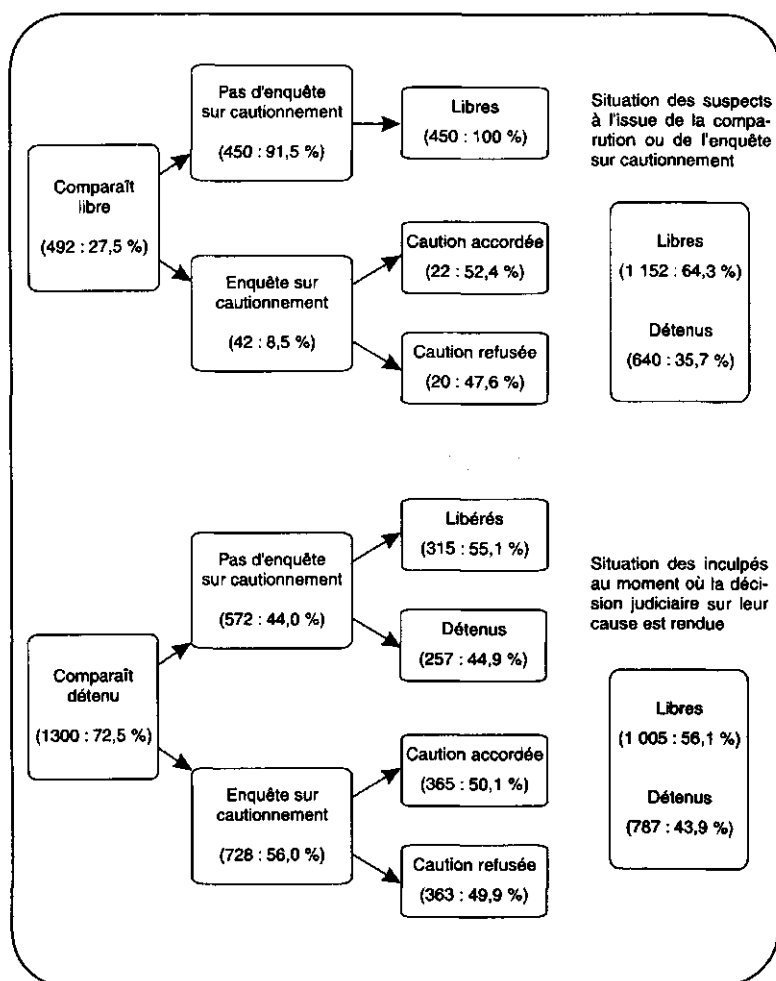 Pas d'enquête
sur cautionnement
(450 : 91,5 %)
Libres
(450 : 100 %)
Situation des suspects
à l'issue de la compa-
rution ou de l'enquête
sur cautionnement
Comparaît
libre
(492 : 27,5 %)
Enquête sur
cautionnement
(42 : 8,5 %)
Caution accordée
(22 : 52,4 %)
Caution refusée
(20 : 47,6 %)
Libres
(1 152 : 64,3 %)
Détenus
(640 : 35,7 %)
Pas d'enquête
sur cautionnement
(572 : 44,0 %)
Libérés
(315 : 55,1 %)
Détenus
(257 : 44,9 %)
Situation des inculpés
au moment où la déci-
sion judiciaire sur leur
cause est rendue
Comparaît
détenu
(1300 : 72,5 %)
Enquête sur
cautionnement
(728 : 56,0 %)
Caution accordée
(365 : 50,1 %)
Caution refusée
(363 : 49,9 %)
Libres
(1 005 : 56,1 %)
Détenus
(787 : 43,9 %)